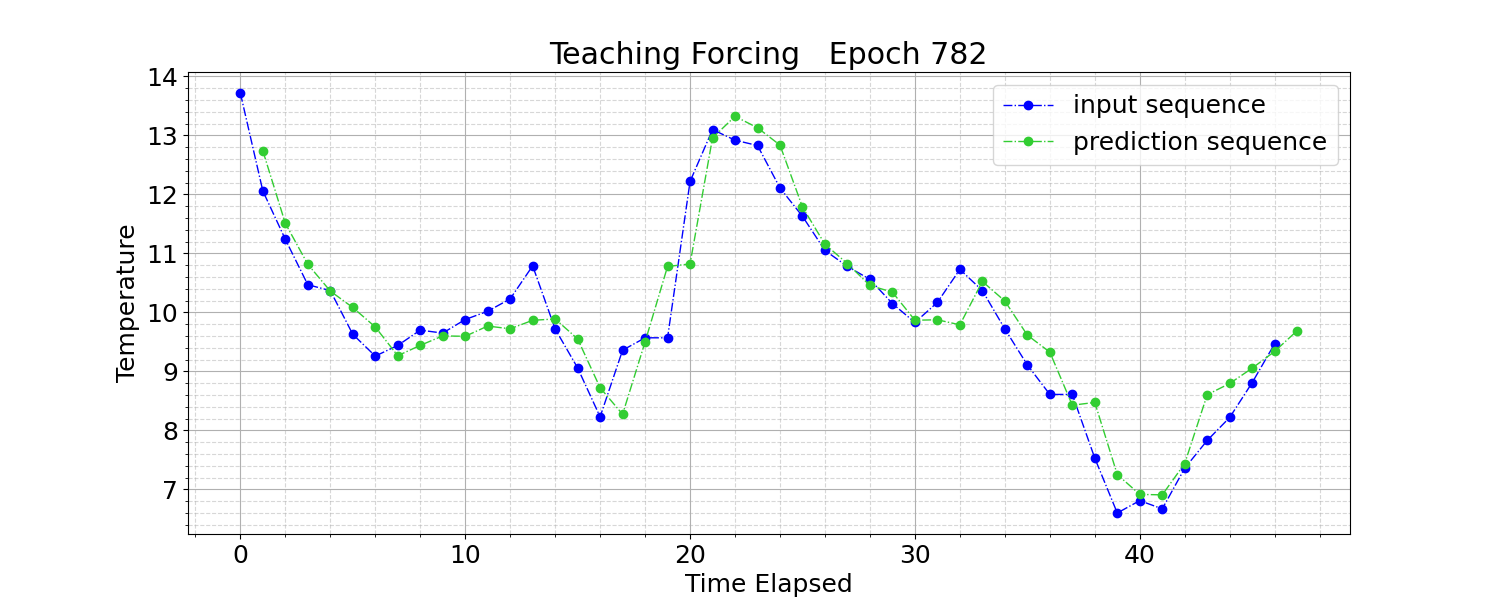 Teaching Forcing   Epoch 782
input sequence
prediction sequence
Temperature
14
13
12
11
10
9
8
7
0 10 20 30 40
Time Elapsed